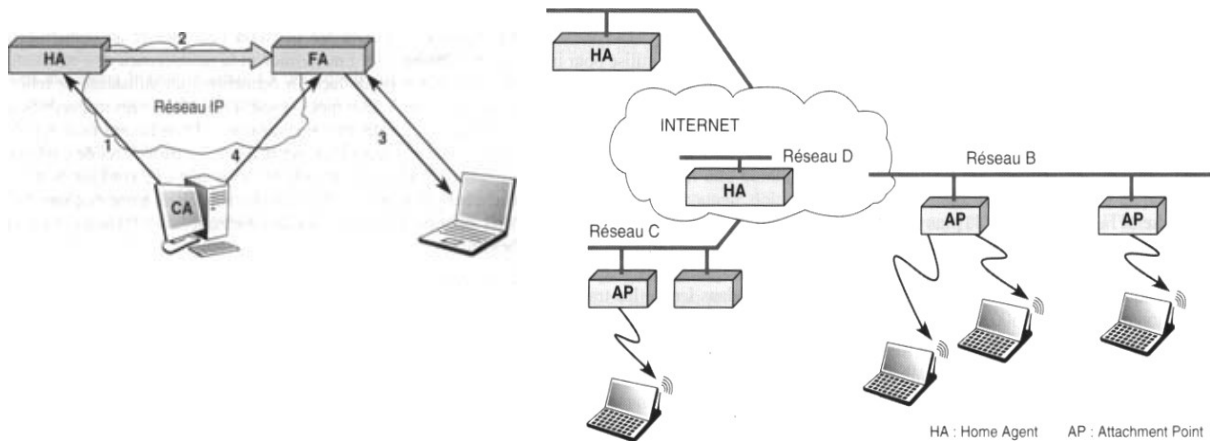 2
HA
FA
Réseau IP
1
4
3
CA
HA
INTERNET
Réseau D
HA
Réseau B
AP
AP
Réseau C
AP
HA : Home Agent AP : Attachment Point